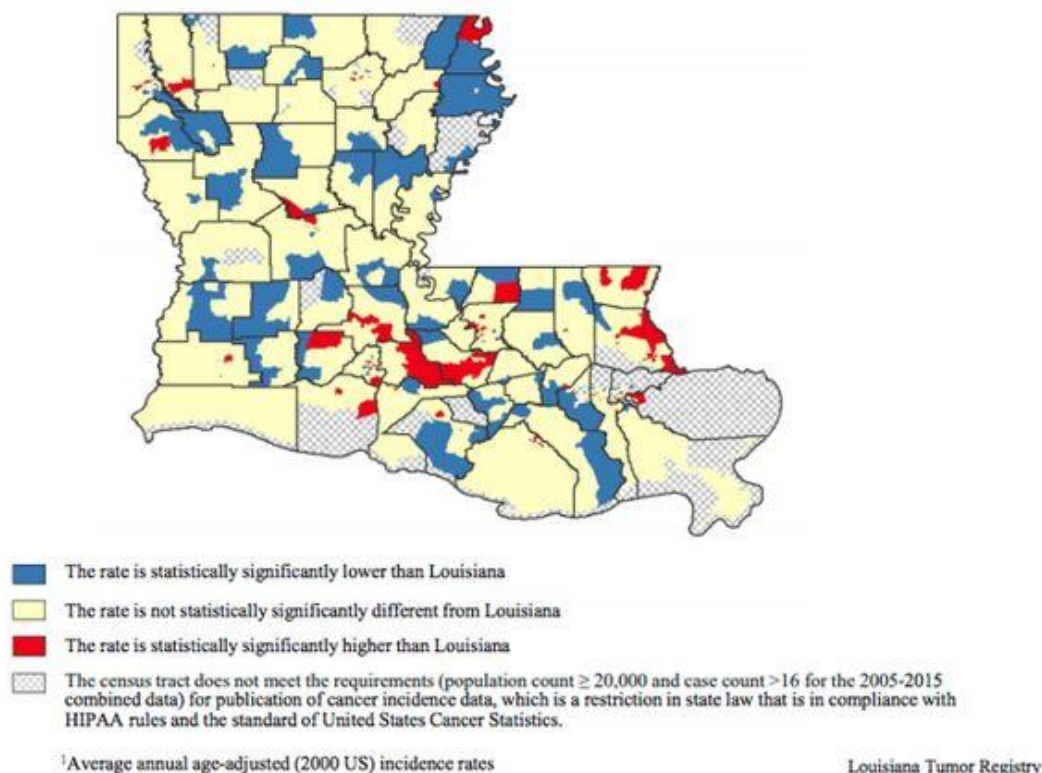 The rate is statistically significantly lower than Louisiana
The rate is not statistically significantly different from Louisiana
The rate is statistically significantly higher than Louisiana
The census tract does not meet the requirements (population count ≥ 20,000 and case count >16 for the 2005-2015
combined data) for publication of cancer incidence data, which is a restriction in state law that is in compliance with
HIPAA rules and the standard of United States Cancer Statistics.
¹Average annual age-adjusted (2000 US) incidence rates
Louisiana Tumor Registry